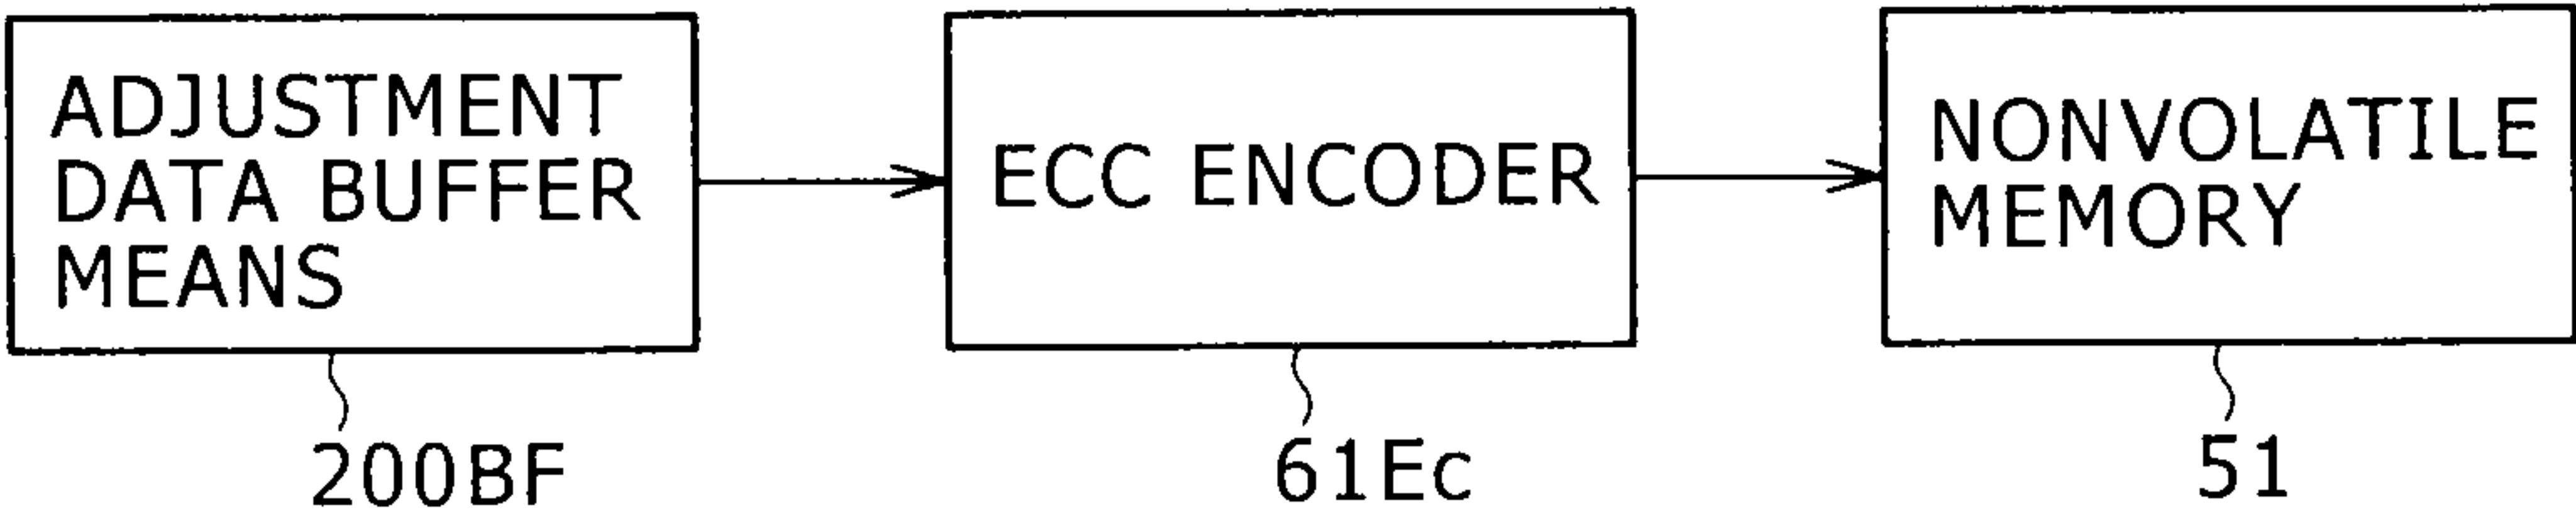 ADJUSTMENT
DATA BUFFER
MEANS
ECC ENCODER
NONVOLATILE
MEMORY
200BF
61Ec
51